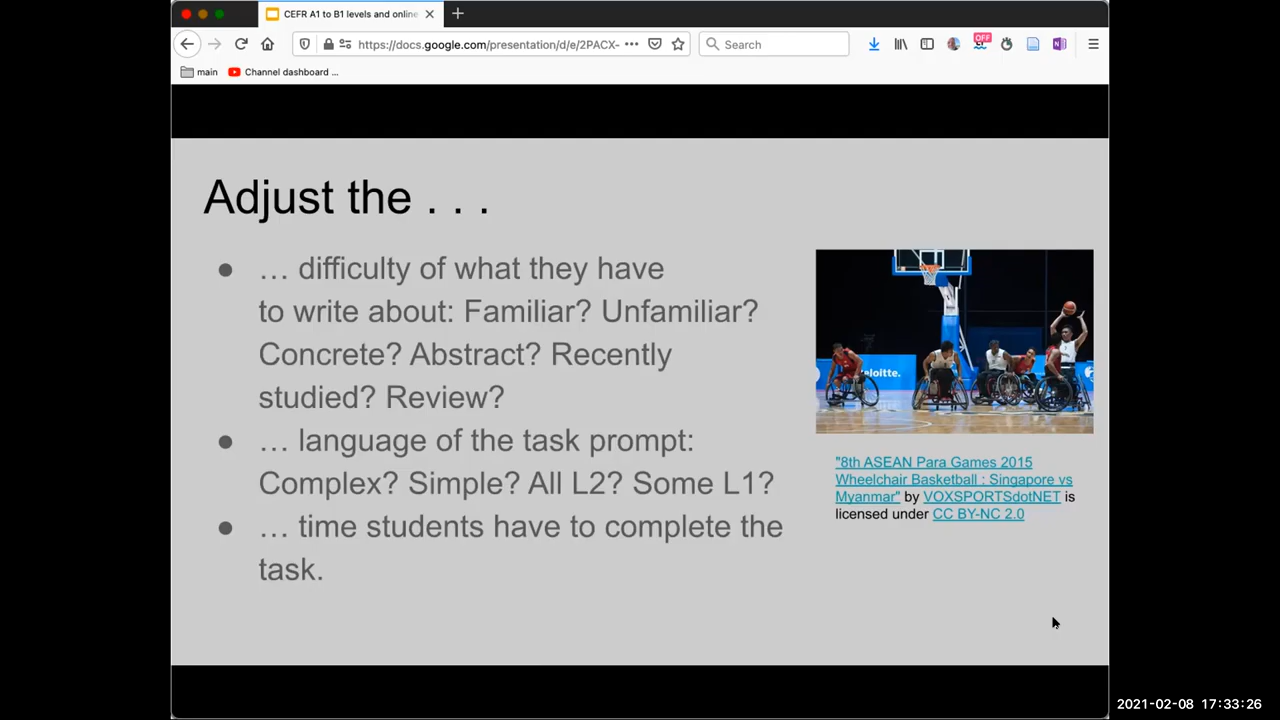 CEFR A1 to B1 levels and online
https://docs.google.com/presentation/d/e/2PACX-
Search
OFF
main
Channel dashboard ...
Adjust the . . .
● … difficulty of what they have
to write about: Familiar? Unfamiliar?
Concrete? Abstract? Recently
studied? Review?
● … language of the task prompt:
Complex? Simple? All L2? Some L1?
● … time students have to complete the
task.
eloitte.
"8th ASEAN Para Games 2015
Wheelchair Basketball : Singapore vs
Myanmar" by VOXSPORTSdotNET is
licensed under CC BY-NC 2.0
2021-02-08 17:33:26